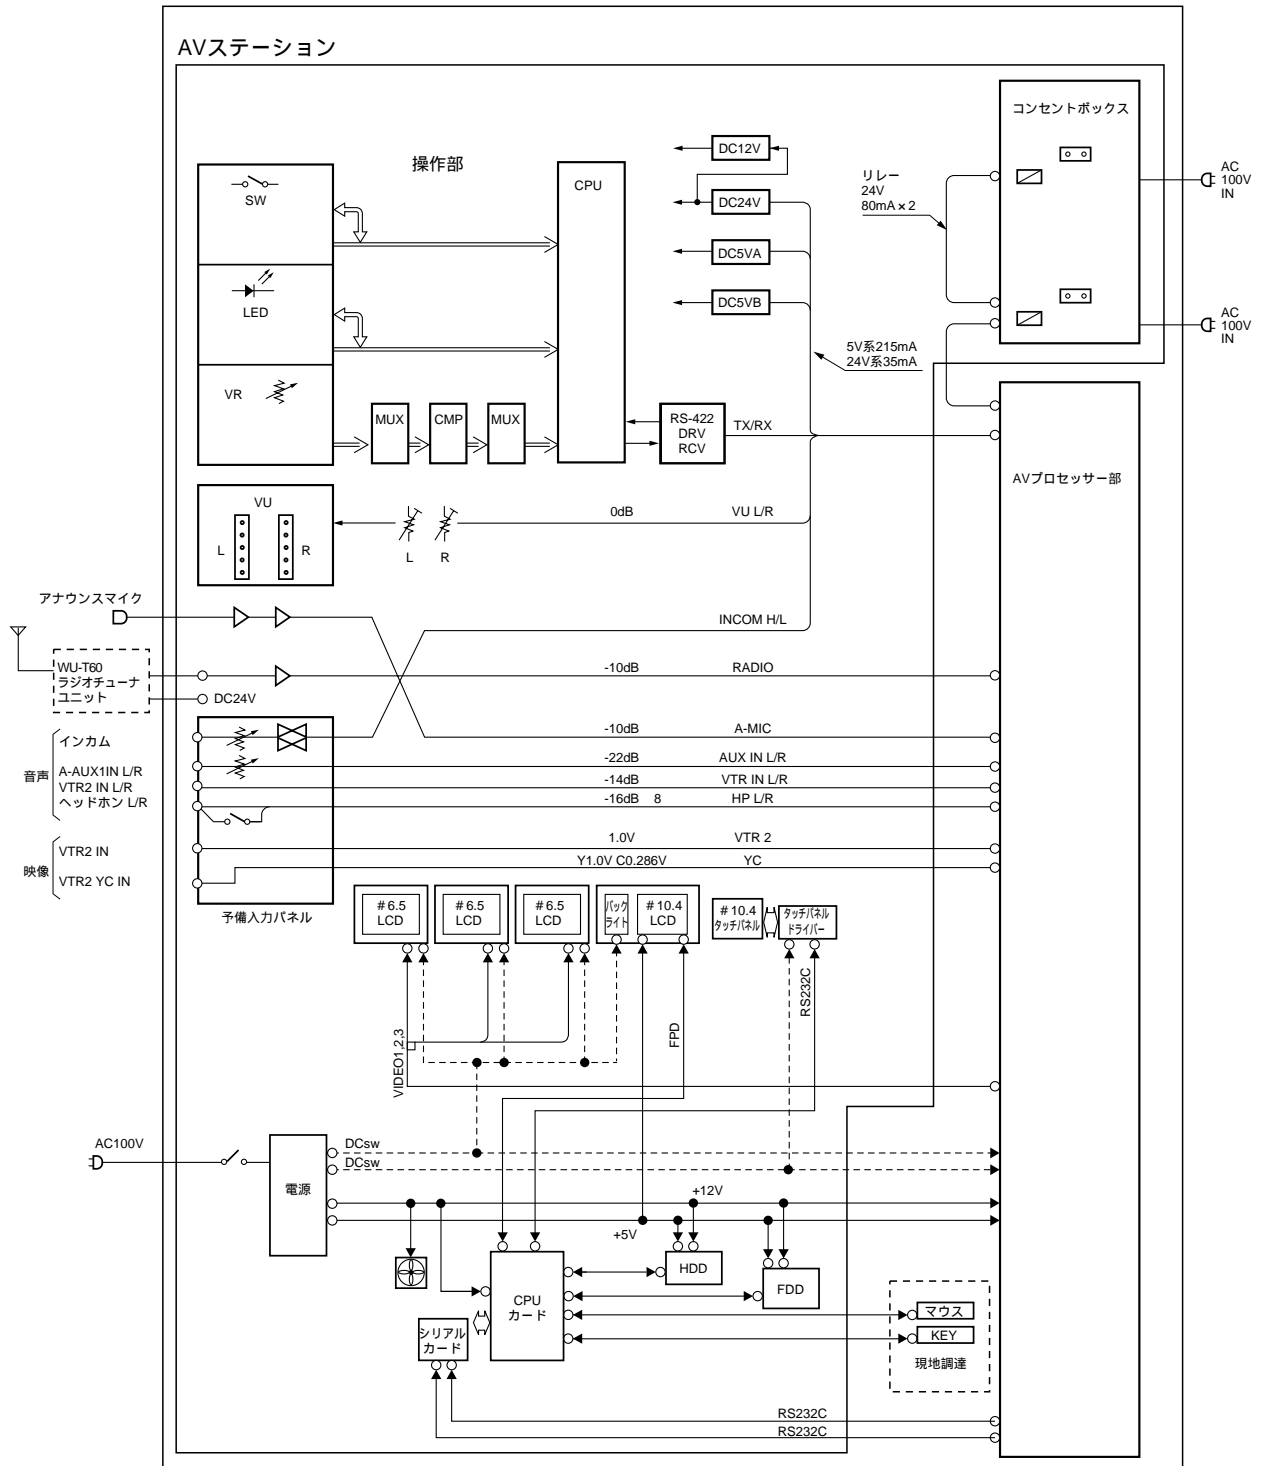 AVステーション
コンセントボックス
操作部
SW
LED
VR
CPU
DC12V
DC24V
DC5VA
DC5VB
リレー
24V
80mA×2
AC
100V
IN
AC
100V
IN
5V系215mA
24V系35mA
MUX
CMP
MUX
RS-422
DRV
RCV
TX/RX
AVプロセッサー部
VU
L
R
L
R
0dB
VU L/R
アナウンスマイク
INCOM H/L
WU-T60
ラジオチューナ
ユニット
-10dB
RADIO
DC24V
音声
インカム
A-AUX1IN L/R
VTR2 IN L/R
ヘッドホン L/R
-10dB
A-MIC
-22dB
AUX IN L/R
-14dB
VTR IN L/R
-16dB 8
HP L/R
映像
VTR2 IN
VTR2 YC IN
1.0V
VTR 2
Y1.0V C0.286V
YC
予備入力パネル
#6.5
LCD
#6.5
LCD
#6.5
LCD
バック
ライト
#10.4
LCD
#10.4
タッチパネル
タッチパネル
ドライバー
VIDEO1,2,3
FPD
RS232C
AC100V
電源
DCsw
DCsw
+12V
+5V
HDD
FDD
CPU
カード
シリアル
カード
マウス
KEY
現地調達
RS232C
RS232C